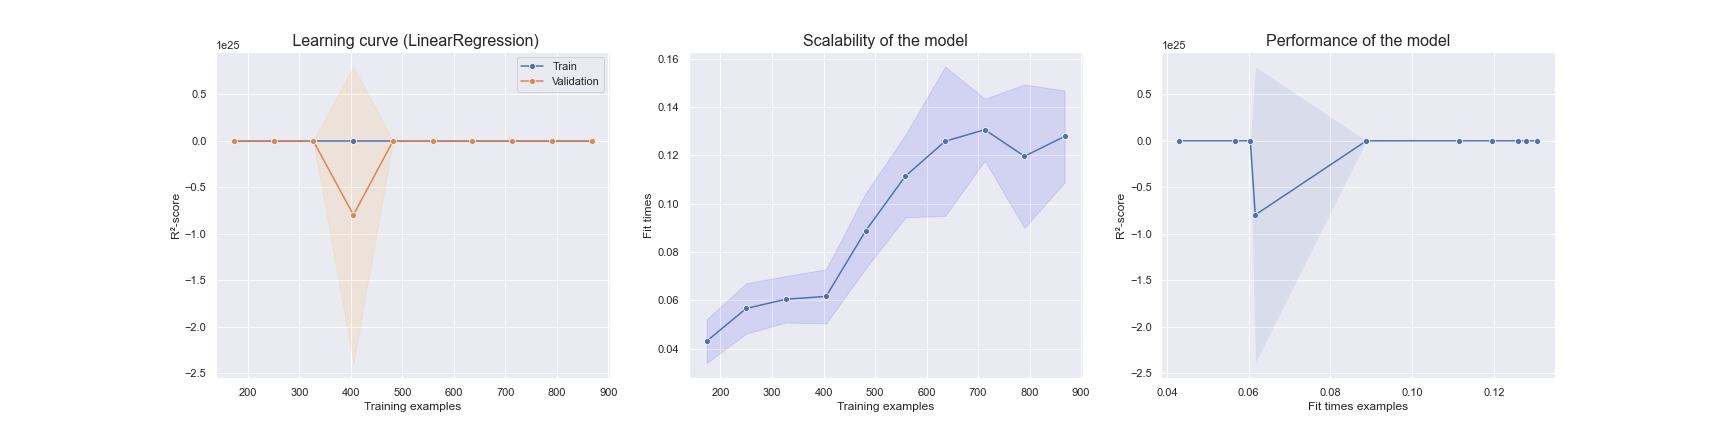 Learning curve (LinearRegression)
1e25
Train
Validation
0.5
0.0
−0.5
−1.0
−1.5
−2.0
−2.5
R²-score
200 300 400 500 600 700 800 900
Training examples
Scalability of the model
0.16
0.14
0.12
0.10
0.08
0.06
0.04
Fit times
200 300 400 500 600 700 800 900
Training examples
Performance of the model
1e25
0.5
0.0
−0.5
−1.0
−1.5
−2.0
−2.5
R²-score
0.04 0.06 0.08 0.10 0.12
Fit times examples